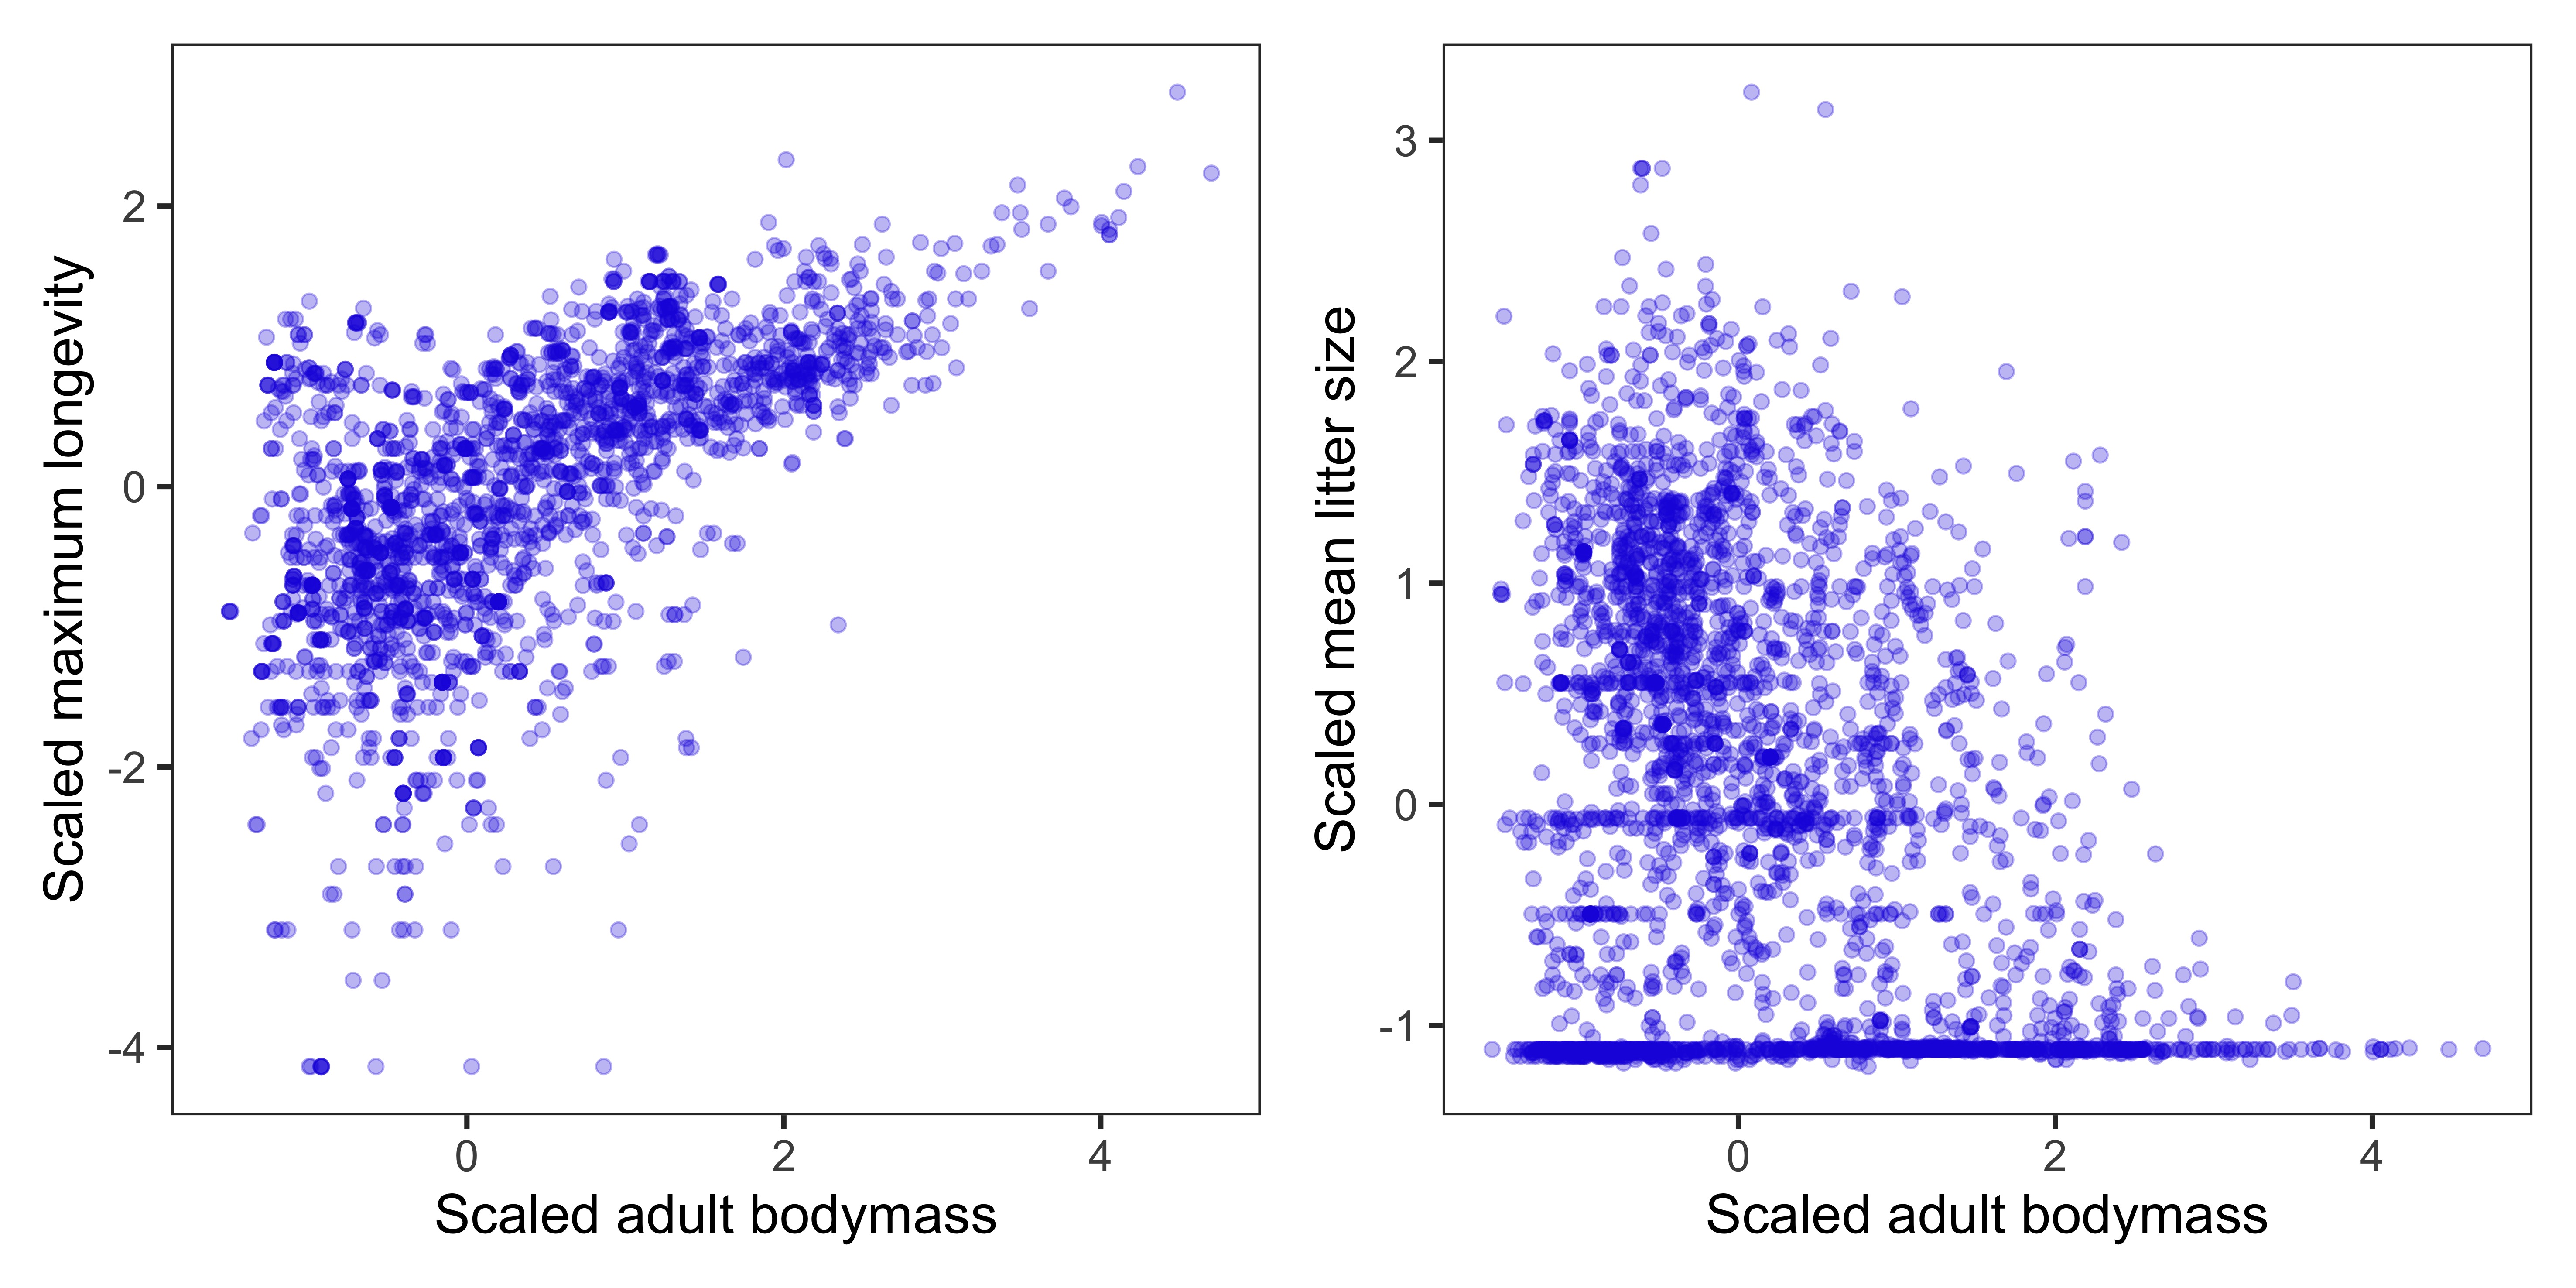 Scaled maximum longevity
2
0
-2
-4
0 2 4
Scaled adult bodymass
Scaled mean litter size
3
2
1
0
-1
0 2 4
Scaled adult bodymass